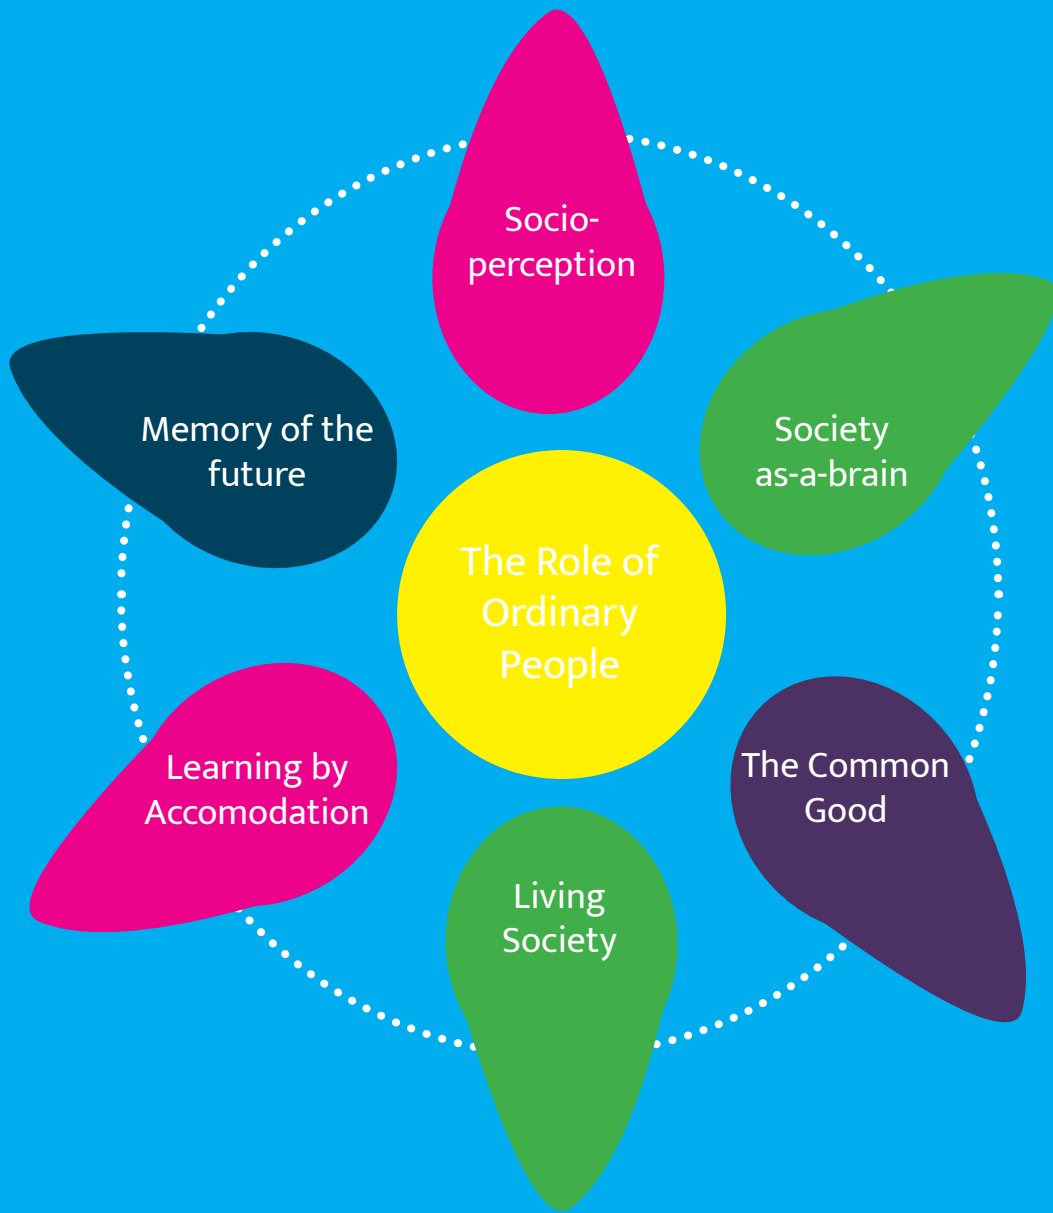 Socio-
perception
Society
as-a-brain
The Common
Good
Living
Society
Learning by
Accomodation
Memory of the
future
The Role of
Ordinary
People